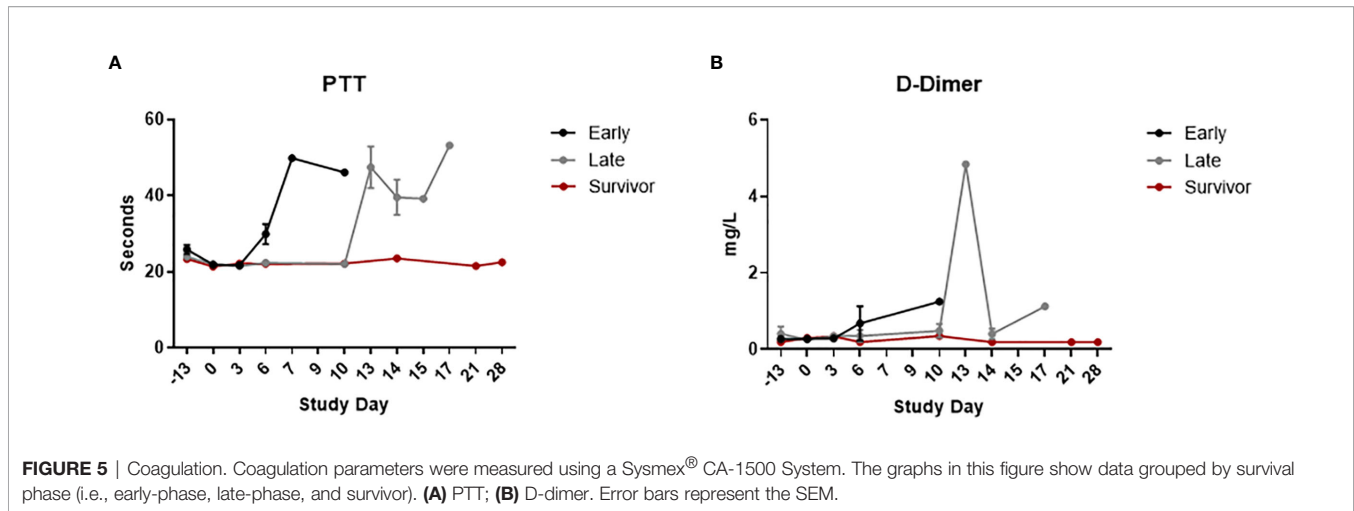 A
PTT
60
40
20
0
Seconds
-13 0 3 6 7 9 10 13 14 15 17 21 28
Study Day
Early
Late
Survivor
B
D-Dimer
6
4
2
0
mg/L
-13 0 3 6 7 9 10 13 14 15 17 21 28
Study Day
Early
Late
Survivor
FIGURE 5 | Coagulation. Coagulation parameters were measured using a Sysmex® CA-1500 System. The graphs in this figure show data grouped by survival
phase (i.e., early-phase, late-phase, and survivor). (A) PTT; (B) D-dimer. Error bars represent the SEM.